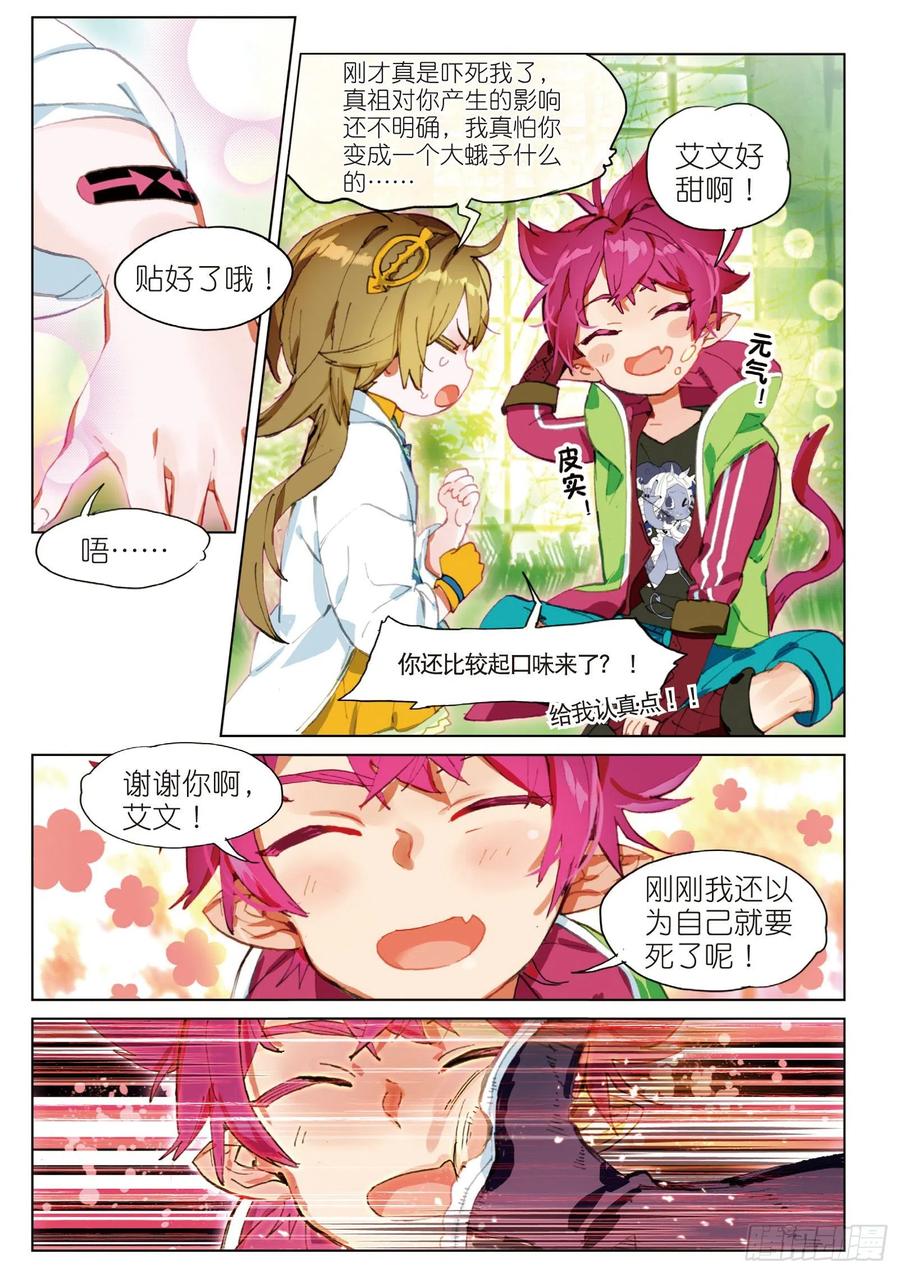 贴好了哦！
唔……
刚才真是吓死我了，
真祖对你产生的影响
还不明确，我真怕你
变成一个大蛾子什么
的……
艾文好
甜啊！
元气！
皮实！
你还比较起口味来了？！
给我认真点！！
谢谢你啊，
艾文！
刚刚我还以
为自己就要
死了呢！
腾讯动漫